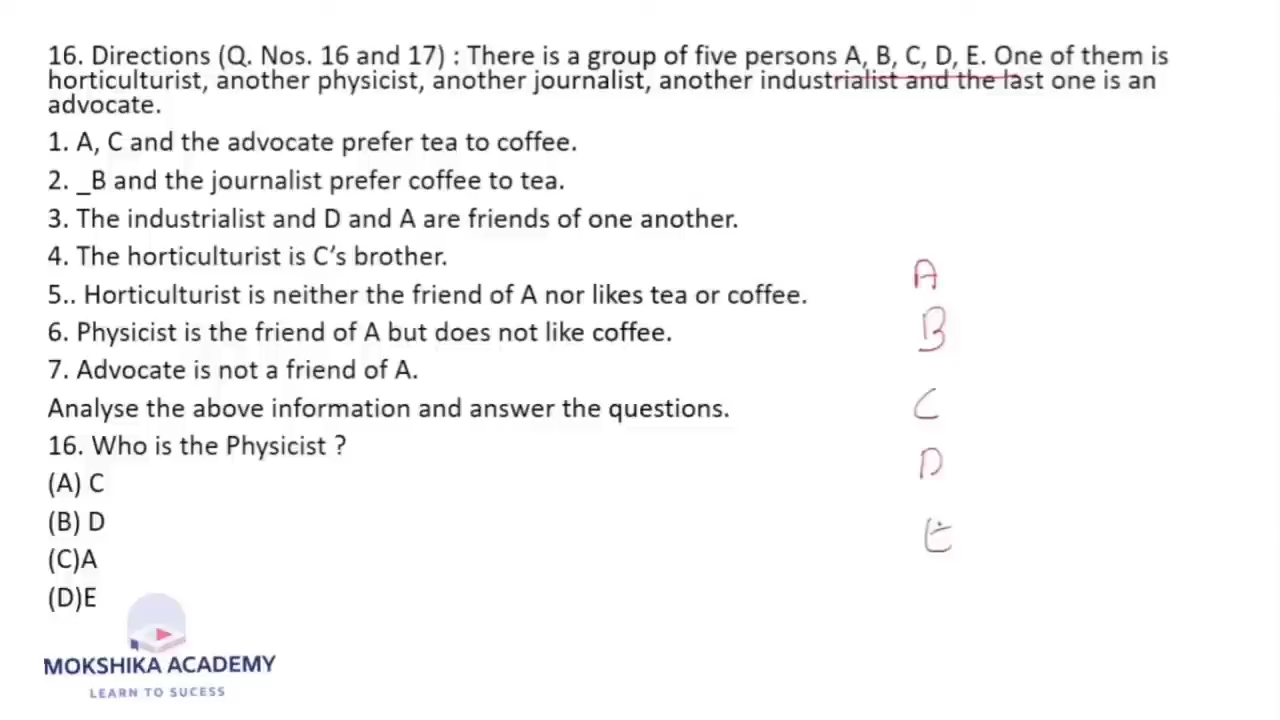 16. Directions (Q. Nos. 16 and 17) : There is a group of five persons A, B, C, D, E. One of them is
horticulturist, another physicist, another journalist, another industrialist and the last one is an
advocate.
1. A, C and the advocate prefer tea to coffee.
2. _B and the journalist prefer coffee to tea.
3. The industrialist and D and A are friends of one another.
4. The horticulturist is C’s brother.
5.. Horticulturist is neither the friend of A nor likes tea or coffee.
6. Physicist is the friend of A but does not like coffee.
7. Advocate is not a friend of A.
Analyse the above information and answer the questions.
16. Who is the Physicist ?
(A) C
(B) D
(C)A
(D)E
A
B
C
D
E
MOKSHIKA ACADEMY
LEARN TO SUCESS